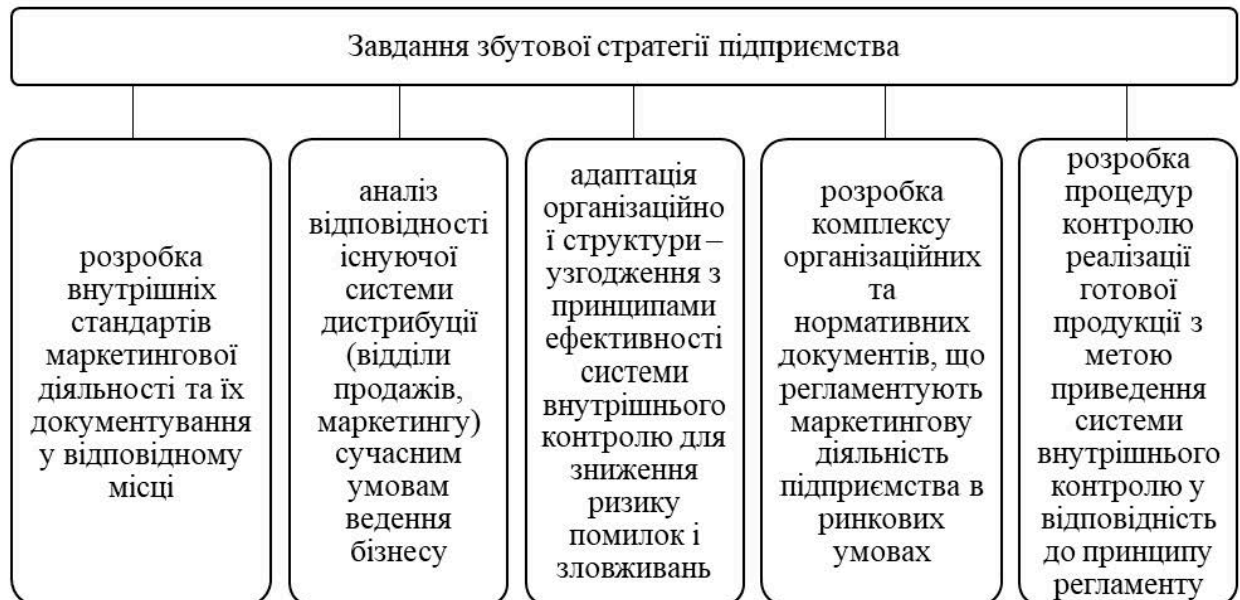 Завдання збутової стратегії підприємства
розробка
внутрішніх
стандартів
маркетингової
діяльності та їх
документування
у відповідному
місці
аналіз
відповідності
існуючої
системи
дистрибуції
(відділи
продажів,
маркетингу)
сучасним
умовам
ведення
бізнесу
адаптація
організаційно
ї структури –
узгодження з
принципами
ефективності
системи
внутрішнього
контролю для
зниження
ризику
помилок і
зловживань
розробка
комплексу
організаційних
та
нормативних
документів, що
регламентують
маркетингову
діяльність
підприємства в
ринкових
умовах
розробка
процедур
контролю
реалізації
готової
продукції з
метою
приведення
системи
внутрішнього
контролю у
відповідність
до принципу
регламенту